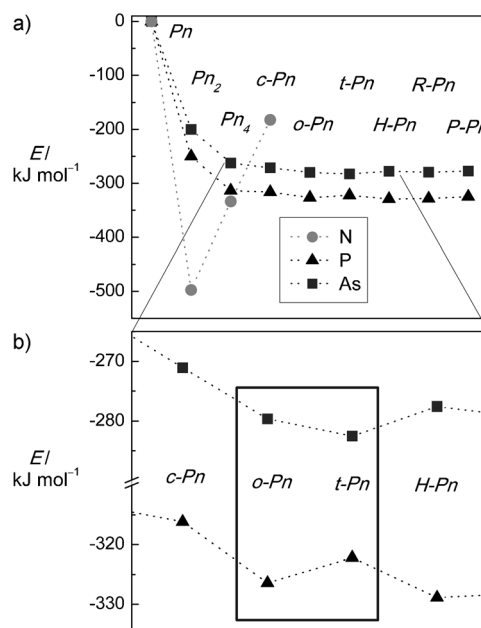 a)
0
-100
-200
-300
-400
-500
E/
kJ mol⁻¹
Pn
Pn₂
Pn₄
c-Pn
o-Pn
t-Pn
H-Pn
R-Pn
P-Pn
N
P
As
b)
-270
-280
-320
-330
E/
kJ mol⁻¹
c-Pn
o-Pn
t-Pn
H-Pn